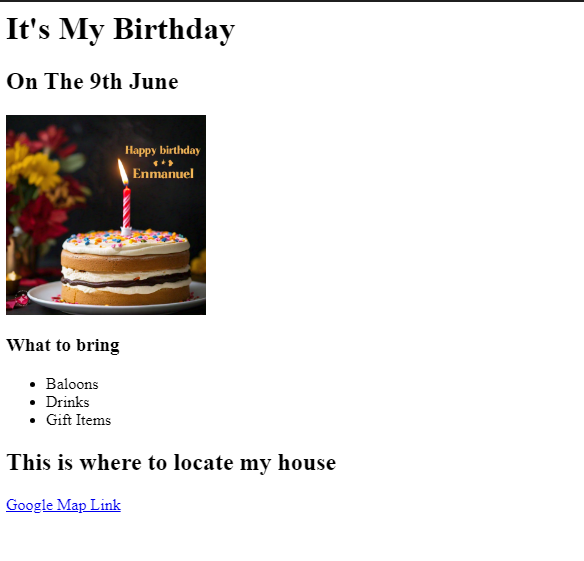 It's My Birthday
On The 9th June
Happy birthday
Enmanuel
What to bring
Baloons
Drinks
Gift Items
This is where to locate my house
Google Map Link